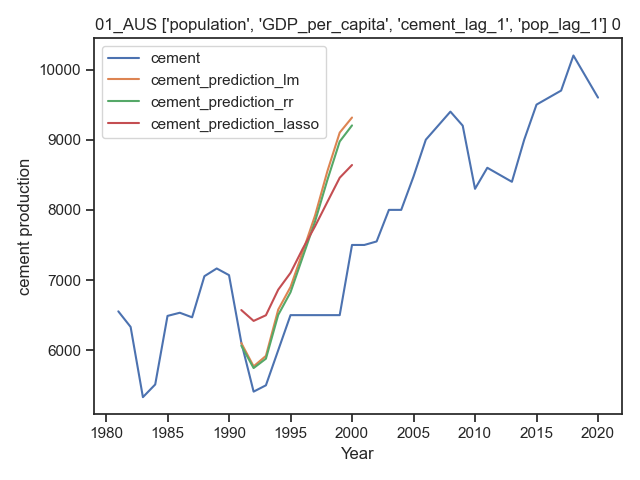 01_AUS ['population', 'GDP_per_capita', 'cement_lag_1', 'pop_lag_1'] 0
cement
cement_prediction_lm
cement_prediction_rr
cement_prediction_lasso
10000
9000
8000
7000
6000
cement production
1980 1985 1990 1995 2000 2005 2010 2015 2020
Year